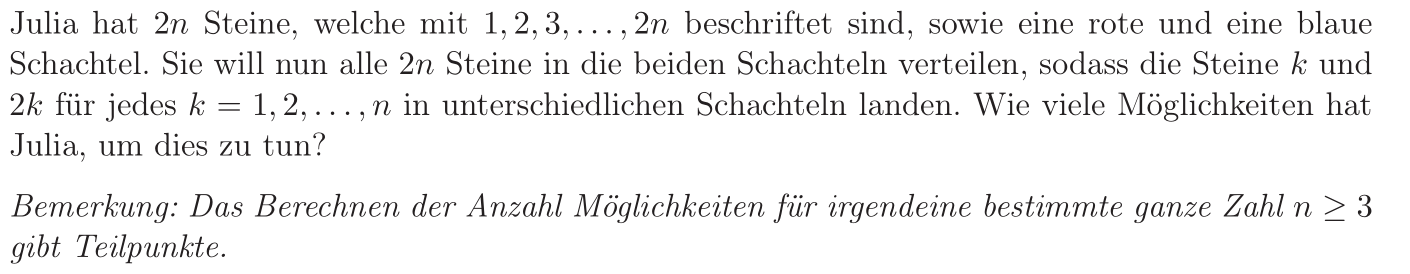 Julia hat 2n Steine, welche mit 1, 2, 3, . . . , 2n beschriftet sind, sowie eine rote und eine blaue
Schachtel. Sie will nun alle 2n Steine in die beiden Schachteln verteilen, sodass die Steine k und
2k für jedes k = 1, 2, . . . , n in unterschiedlichen Schachteln landen. Wie viele Möglichkeiten hat
Julia, um dies zu tun?
Bemerkung: Das Berechnen der Anzahl Möglichkeiten für irgendeine bestimmte ganze Zahl n ≥ 3
gibt Teilpunkte.